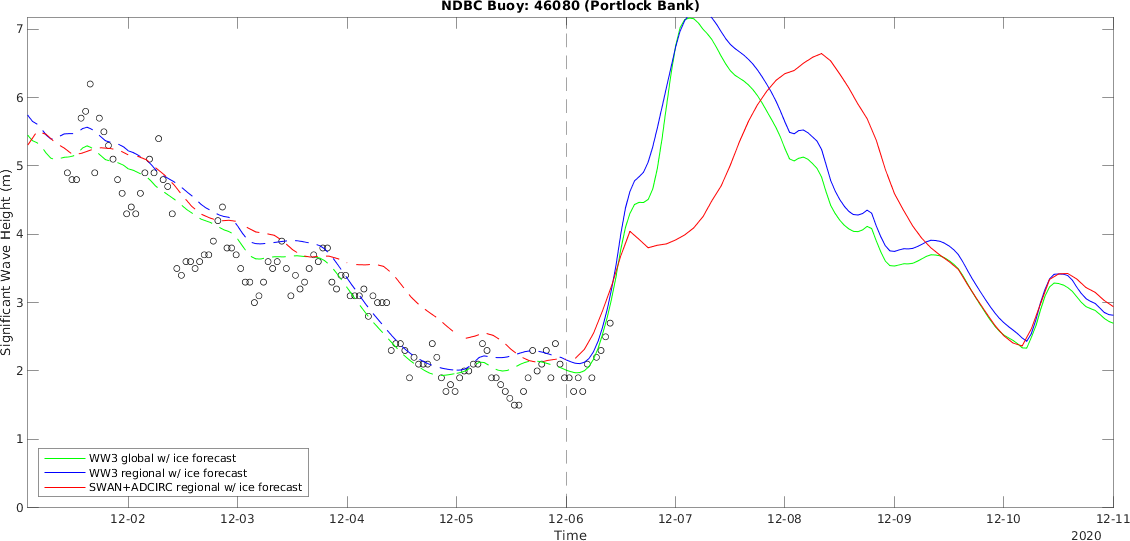 NDBC Buoy: 46080 (Portlock Bank)
7
6
5
4
3
2
1
0
Significant Wave Height (m)
WW3 global w/ ice forecast
WW3 regional w/ ice forecast
SWAN+ADCIRC regional w/ ice forecast
12-02 12-03 12-04 12-05 12-06 12-07 12-08 12-09 12-10 12-11
Time
2020